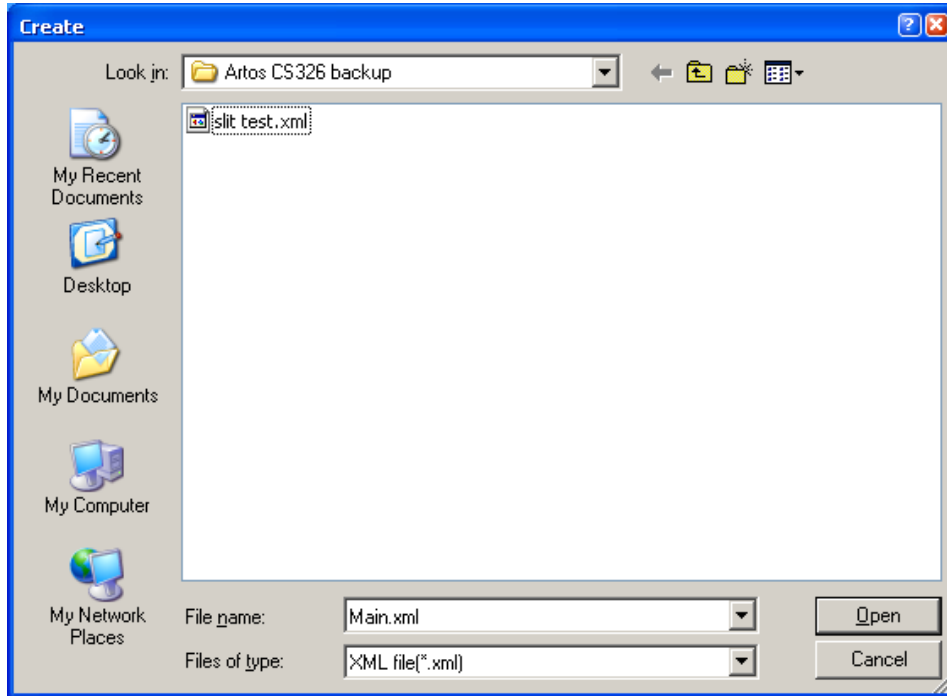 Create
Look in:
Artos CS326 backup
slit test.xml
My Recent
Documents
Desktop
My Documents
My Computer
My Network
Places
File name:
Main.xml
Open
Files of type:
XML file(*.xml)
Cancel